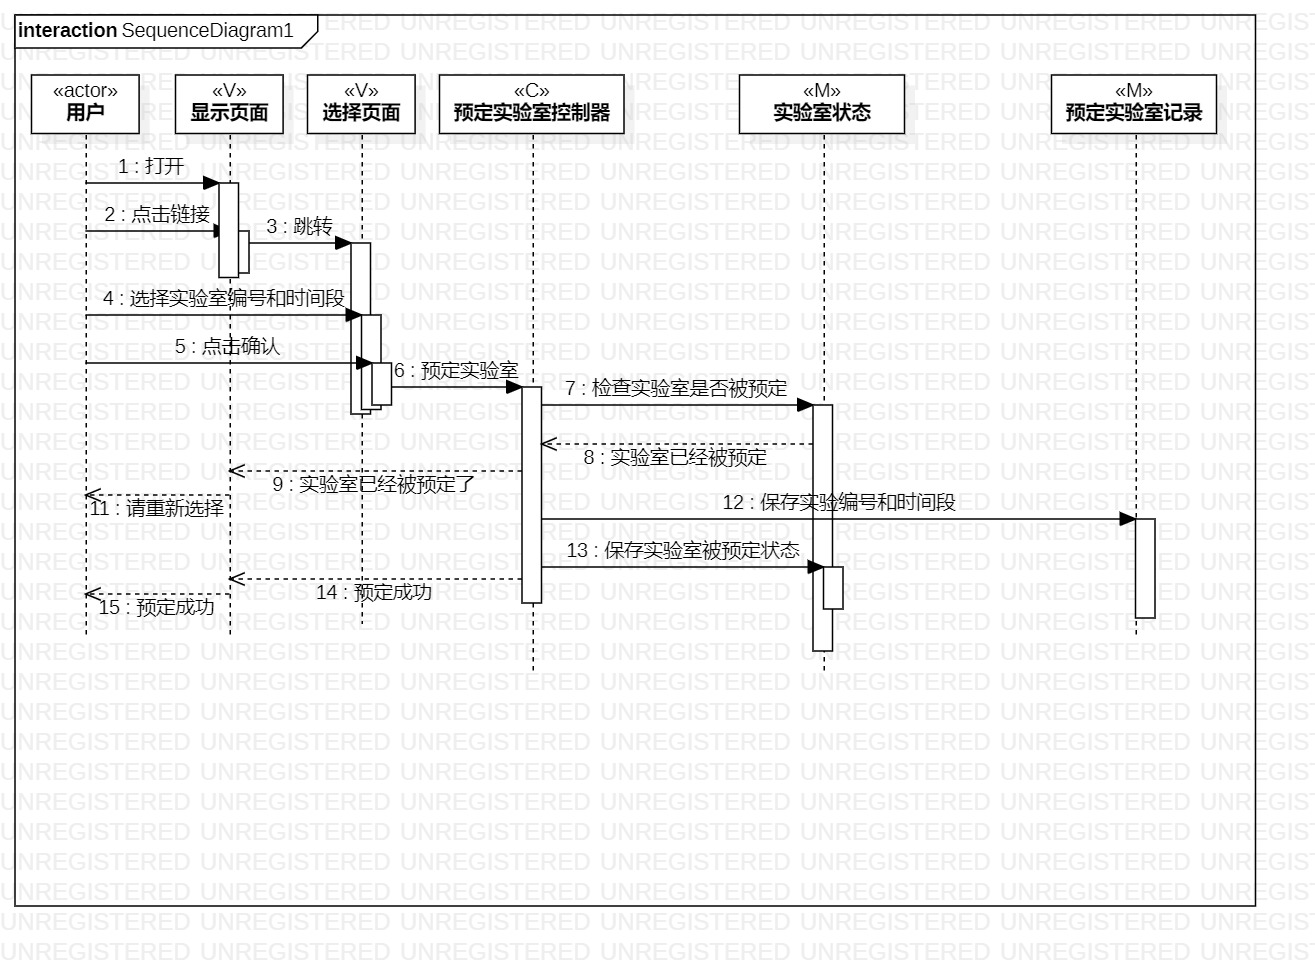 interaction SequenceDiagram1
«actor»
用户
«V»
显示页面
«V»
选择页面
«C»
预定实验室控制器
«M»
实验室状态
«M»
预定实验室记录
1 : 打开
2 : 点击链接
3 : 跳转
4 : 选择实验室编号和时间段
5 : 点击确认
6 : 预定实验室
7 : 检查实验室是否被预定
8 : 实验室已经被预定
9 : 实验室已经被预定了
11 : 请重新选择
12 : 保存实验编号和时间段
13 : 保存实验室被预定状态
14 : 预定成功
15 : 预定成功
UNREGISTERED